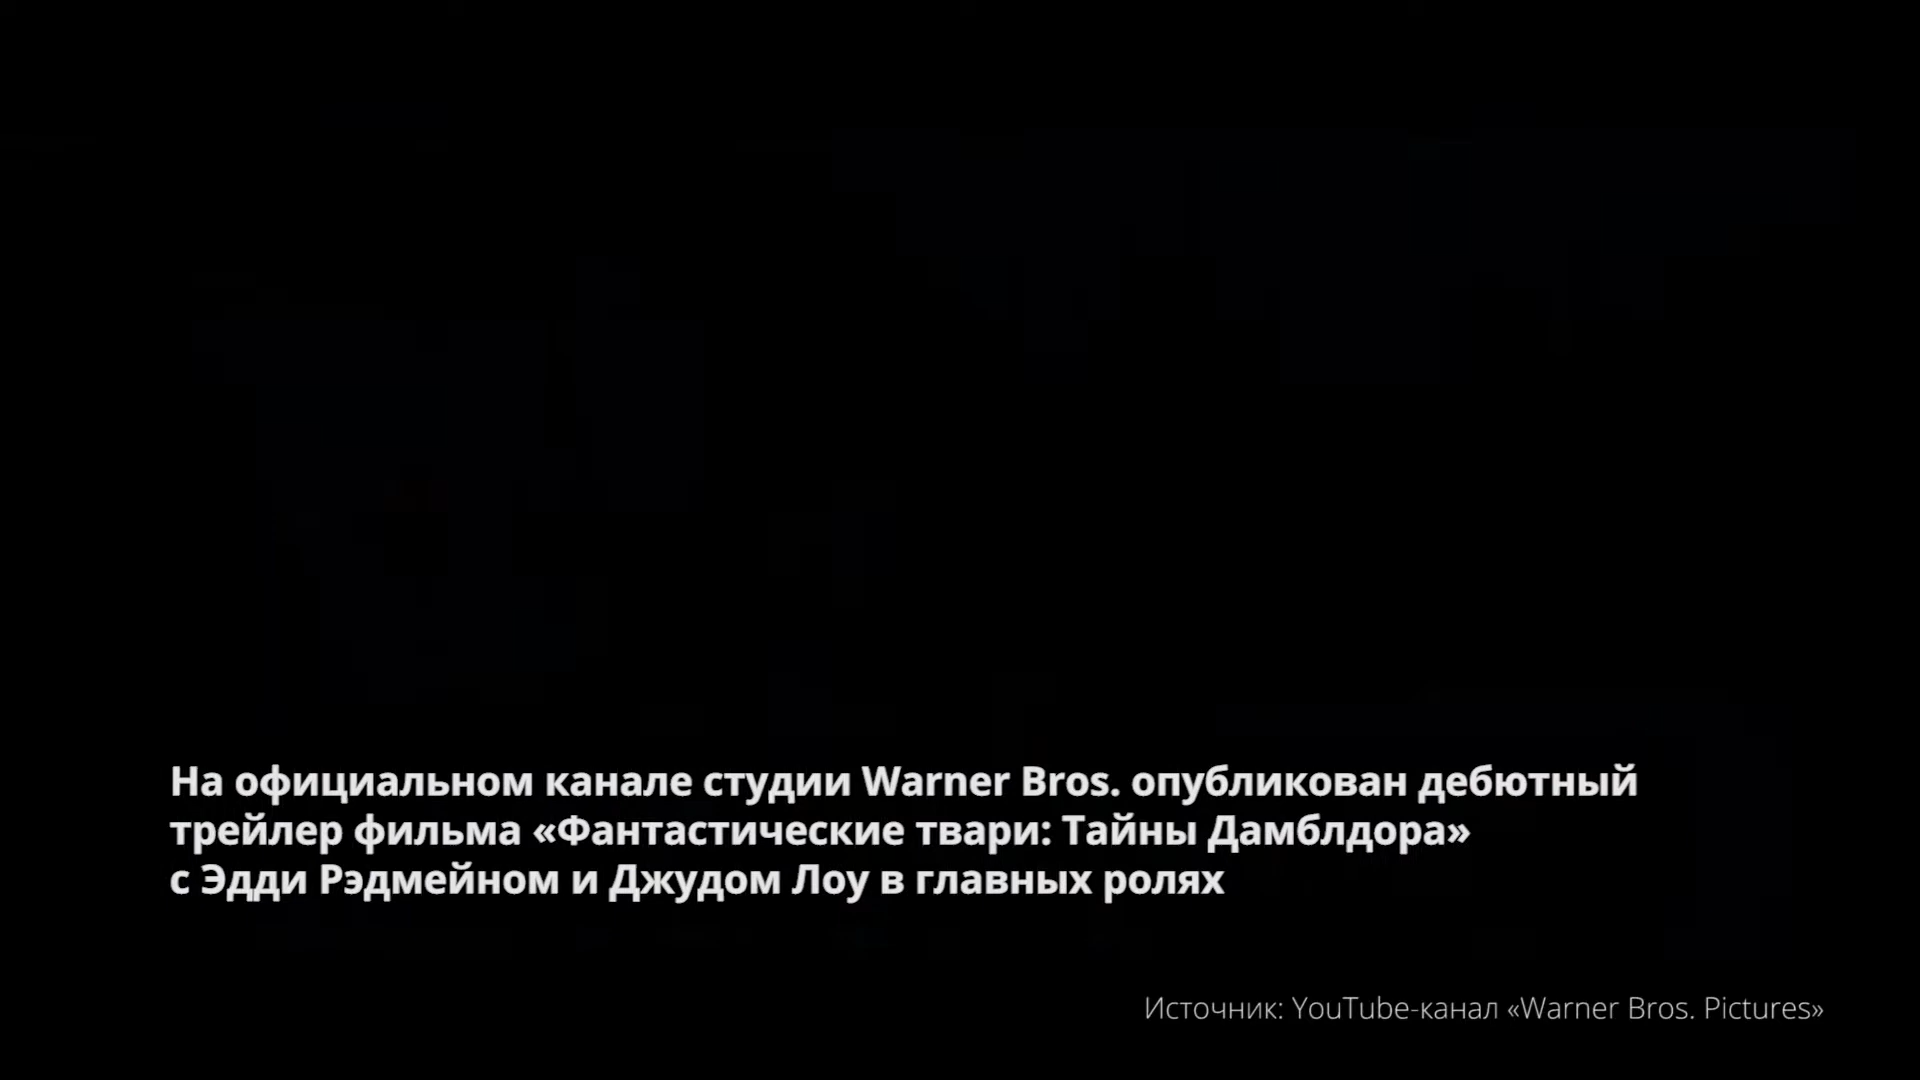 На официальном канале студии Warner Bros. опубликован дебютный
трейлер фильма «Фантастические твари: Тайны Дамблдора»
с Эдди Рэдмейном и Джудом Лоу в главных ролях
Источник: YouTube-канал «Warner Bros. Pictures»